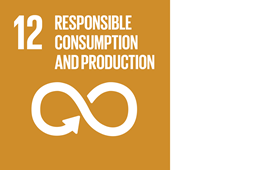 12 RESPONSIBLE
CONSUMPTION
AND PRODUCTION